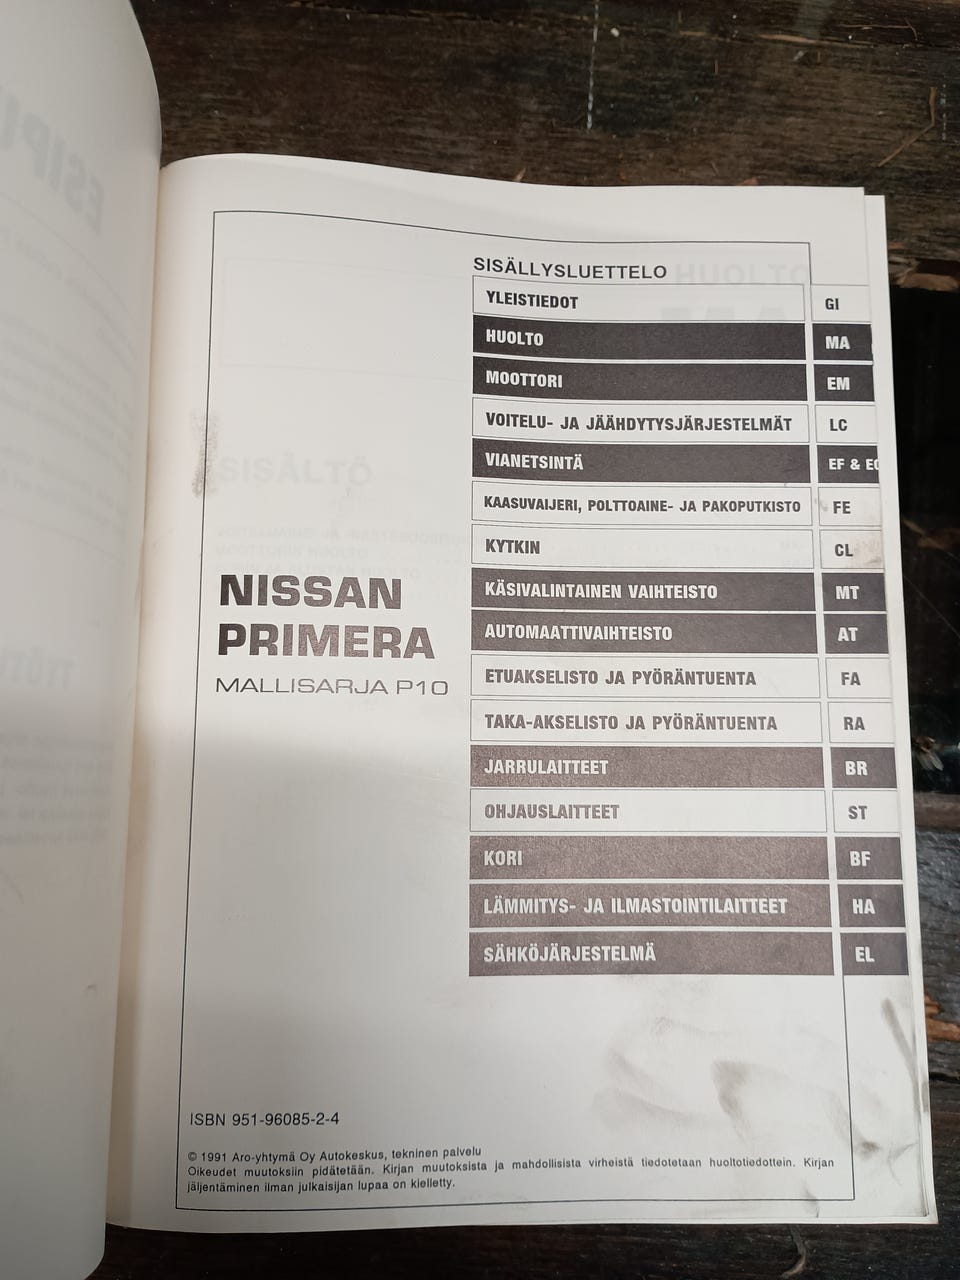 SISÄLLYSLUETTELO
YLEISTIEDOT GI
HUOLTO MA
MOOTTORI EM
VOITELU- JA JÄÄHDYTYSJÄRJESTELMÄT LC
VIANETSINTÄ EF & EC
KAASUVAIJERI, POLTTOAINE- JA PAKOPUTKISTO FE
KYTKIN CL
KÄSIVALINTAINEN VAIHTEISTO MT
AUTOMAATTIVAIHTEISTO AT
ETUAKSELISTO JA PYÖRÄNTUENTA FA
TAKA-AKSELISTO JA PYÖRÄNTUENTA RA
JARRULAITTEET BR
OHJAUSLAITTEET ST
KORI BF
LÄMMITYS- JA ILMASTOINTILAITTEET HA
SÄHKÖJÄRJESTELMÄ EL
NISSAN
PRIMERA
MALLISARJA P10
ISBN 951-96085-2-4
© 1991 Aro-yhtymä Oy Autokeskus, tekninen palvelu
Oikeudet muutoksiin pidätetään. Kirjan muutoksista ja mahdollisista virheistä tiedotetaan huoltotiedottein. Kirjan
jäljentäminen ilman julkaisijan lupaa on kielletty.